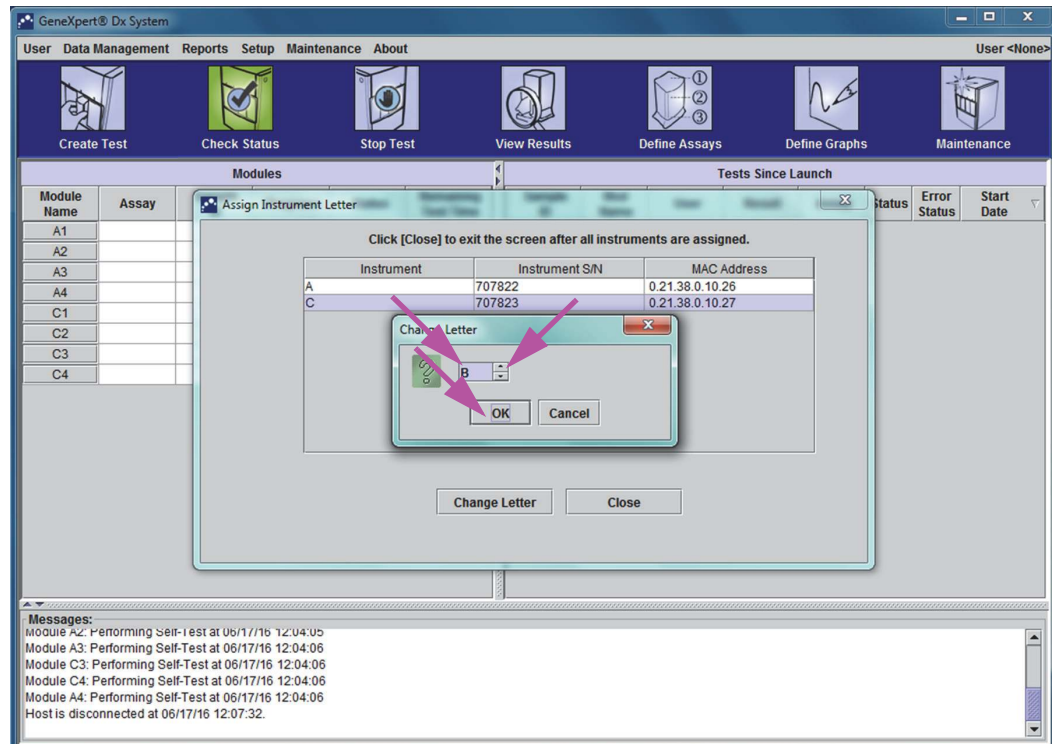 GeneXpert® Dx System
User Data Management Reports Setup Maintenance About User <None>
Create Test Check Status Stop Test View Results Define Assays Define Graphs Maintenance
Modules Tests Since Launch
Module Name Assay Status Error Status Start Date
A1
A2
A3
A4
C1
C2
C3
C4
Assign Instrument Letter
Click [Close] to exit the screen after all instruments are assigned.
Instrument Instrument S/N MAC Address
A 707822 0.21.38.0.10.26
C 707823 0.21.38.0.10.27
Change Letter
B
OK Cancel
Change Letter Close
Messages:
Module A2: Performing Self-Test at 06/17/16 12:04:05
Module A3: Performing Self-Test at 06/17/16 12:04:06
Module C3: Performing Self-Test at 06/17/16 12:04:06
Module C4: Performing Self-Test at 06/17/16 12:04:06
Module A4: Performing Self-Test at 06/17/16 12:04:06
Host is disconnected at 06/17/16 12:07:32.